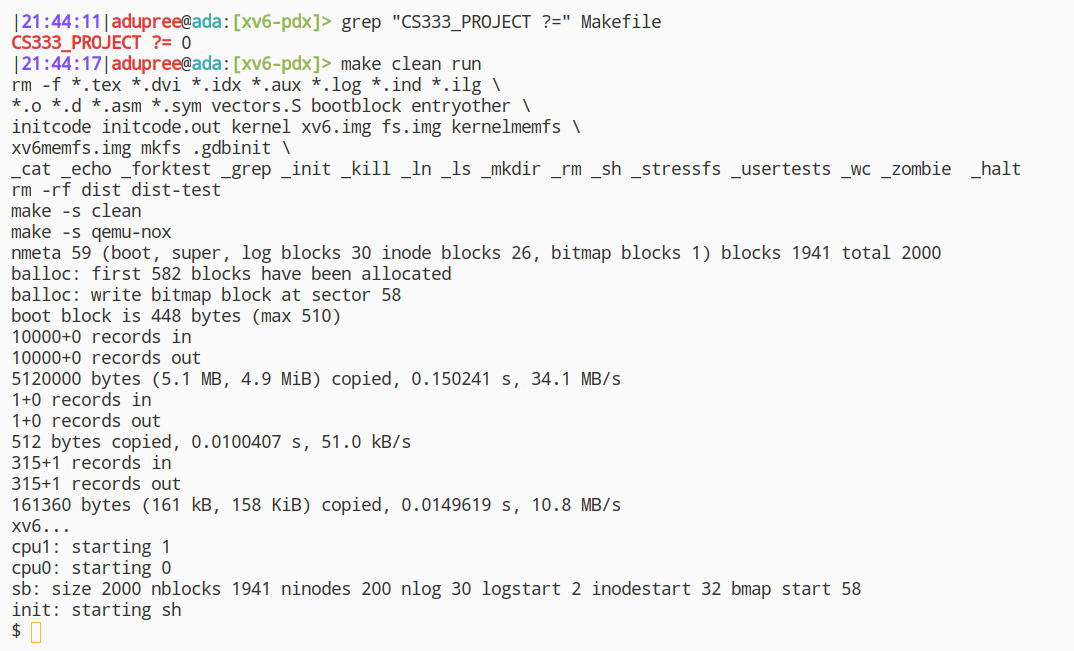 |21:44:11|adupree@ada:[xv6-pdx]> grep "CS333_PROJECT ?=" Makefile
CS333_PROJECT ?= 0
|21:44:17|adupree@ada:[xv6-pdx]> make clean run
rm -f *.tex *.dvi *.idx *.aux *.log *.ind *.ilg \
*.o *.d *.asm *.sym vectors.S bootblock entryother \
initcode initcode.out kernel xv6.img fs.img kernelmemfs \
xv6memfs.img mkfs .gdbinit \
_cat _echo _forktest _grep _init _kill _ln _ls _mkdir _rm _sh _stressfs _usertests _wc _zombie  _halt
rm -rf dist dist-test
make -s clean
make -s qemu-nox
nmeta 59 (boot, super, log blocks 30 inode blocks 26, bitmap blocks 1) blocks 1941 total 2000
balloc: first 582 blocks have been allocated
balloc: write bitmap block at sector 58
boot block is 448 bytes (max 510)
10000+0 records in
10000+0 records out
5120000 bytes (5.1 MB, 4.9 MiB) copied, 0.150241 s, 34.1 MB/s
1+0 records in
1+0 records out
512 bytes copied, 0.0100407 s, 51.0 kB/s
315+1 records in
315+1 records out
161360 bytes (161 kB, 158 KiB) copied, 0.0149619 s, 10.8 MB/s
xv6...
cpu1: starting 1
cpu0: starting 0
sb: size 2000 nblocks 1941 ninodes 200 nlog 30 logstart 2 inodestart 32 bmap start 58
init: starting sh
$